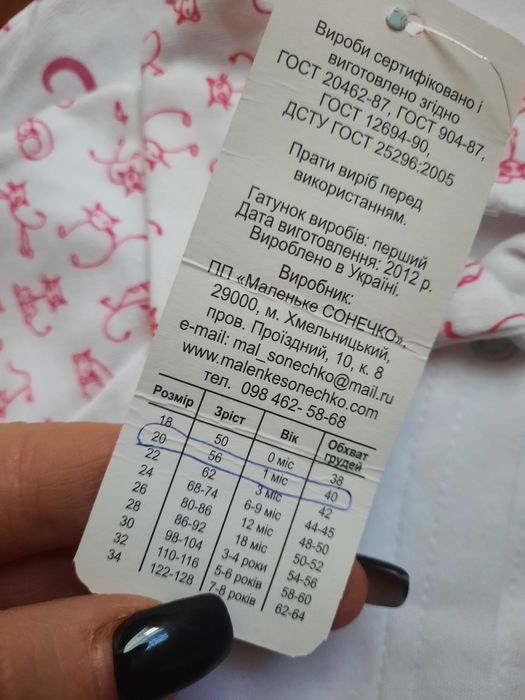 Вироби сертифіковано і
виготовлено згідно
ГОСТ 20462-87, ГОСТ 904-87,
ГОСТ 12694-90,
ДСТУ ГОСТ 25296:2005
Прати виріб перед
використанням.
Гатунок виробів: перший
Дата виготовлення: 2012 р.
Вироблено в Україні.
Виробник:
ПП «Маленьке СОНЕЧКО»,
29000, м. Хмельницький,
пров. Проїздний, 10, к. 8
e-mail: mal_sonechko@mail.ru
www.malenkesonechko.com
тел. 098 462- 58-68
Розмір Зріст Вік Обхват грудей
18 50 0 міс 38
20 56 1 міс 40
22 62 3 міс 42
24 68-74 6-9 міс 44-45
26 80-86 12 міс 48-50
28 86-92 18 міс 50-52
30 98-104 3-4 роки 54-56
32 110-116 5-6 років 58-60
34 122-128 7-8 років 62-64